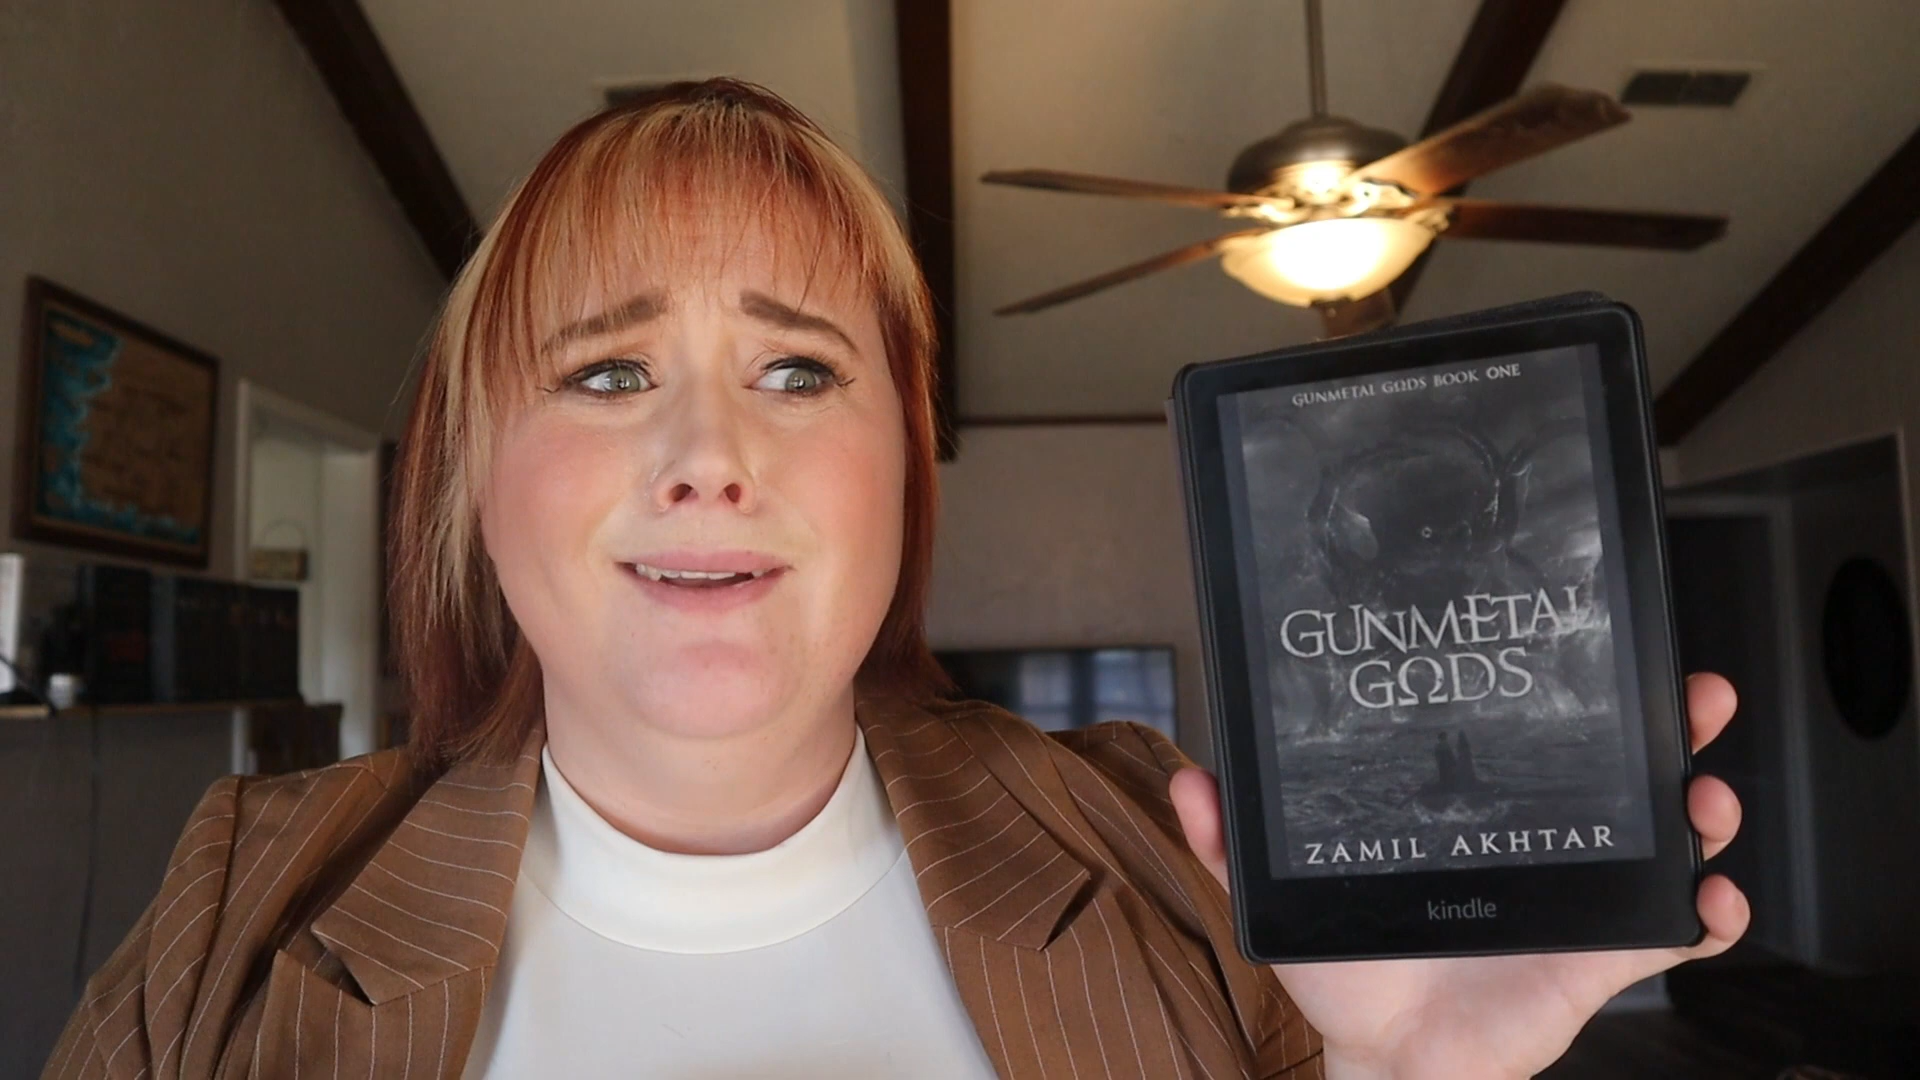 GUNMETAL GΩDS BOOK ONE
GUNMETAL
GΩDS
ZAMIL AKHTAR
kindle